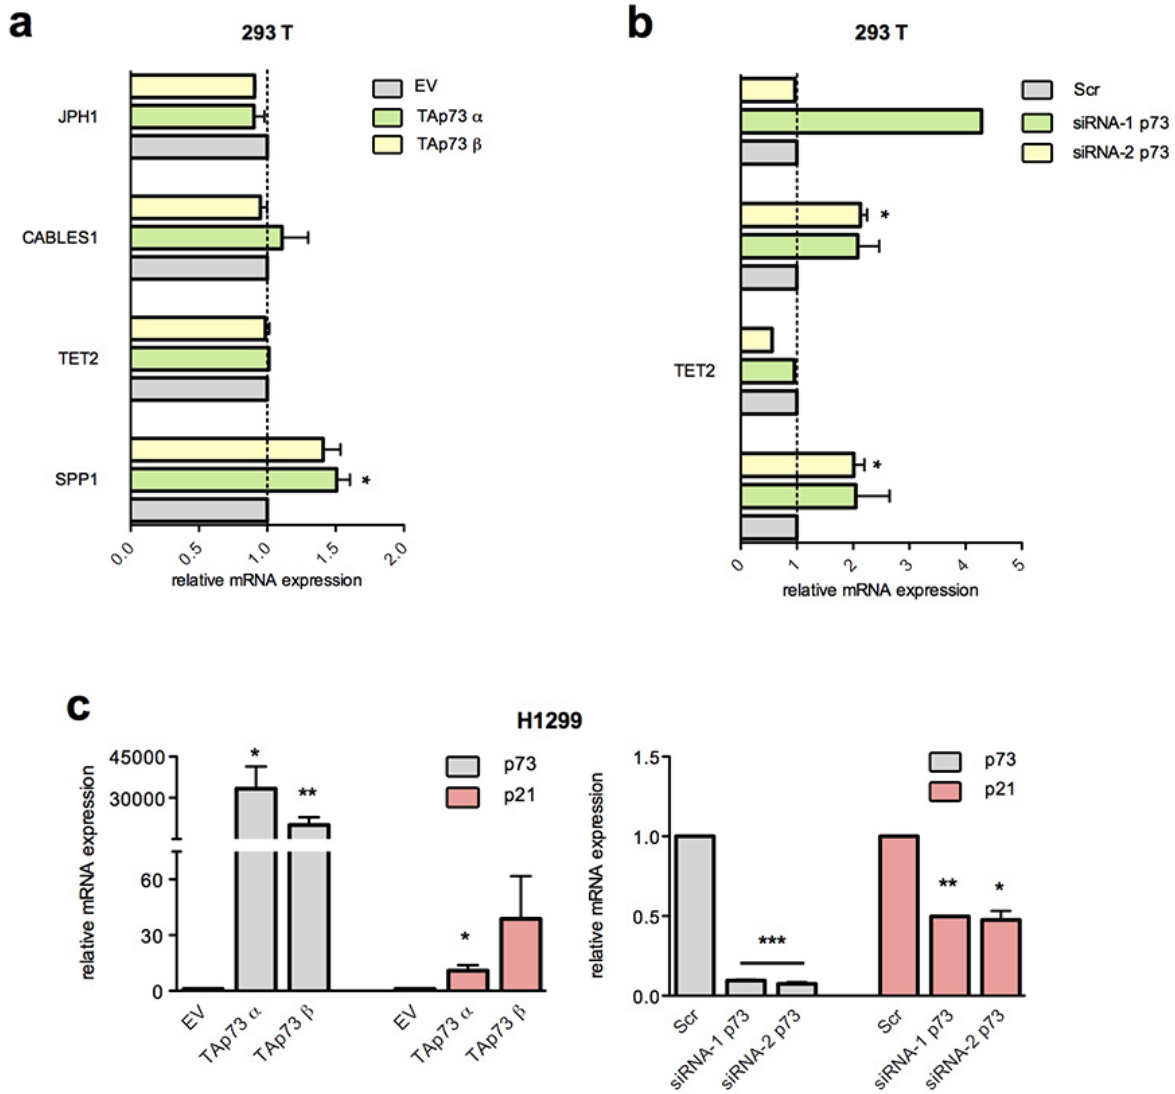 a
293 T
EV
TAp73 α
TAp73 β
JPH1
CABLES1
TET2
SPP1
*
0.0 0.5 1.0 1.5 2.0
relative mRNA expression
b
293 T
Scr
siRNA-1 p73
siRNA-2 p73
*
TET2
*
0 1 2 3 4 5
relative mRNA expression
c
H1299
relative mRNA expression
45000
30000
60
30
0
*
**
*
p73
p21
EV TAp73 α TAp73 β EV TAp73 α TAp73 β
relative mRNA expression
1.5
1.0
0.5
0.0
p73
p21
***
**
*
Scr siRNA-1 p73 siRNA-2 p73 Scr siRNA-1 p73 siRNA-2 p73